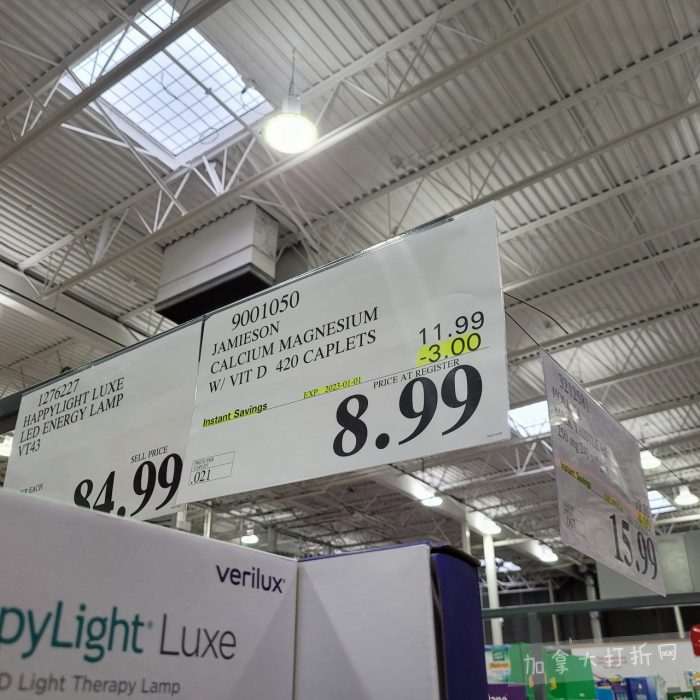 1276227
HAPPYLIGHT LUXE
LED ENERGY LAMP
VT43
SELL PRICE
84.99
9001050
JAMIESON
CALCIUM MAGNESIUM
W/ VIT D 420 CAPLETS
11.99
-3.00
EXP 2023-01-01
PRICE AT REGISTER
Instant Savings
8.99
.021
Instant Savings
15.99
verilux
pyLight Luxe
D Light Therapy Lamp
加拿大打折网